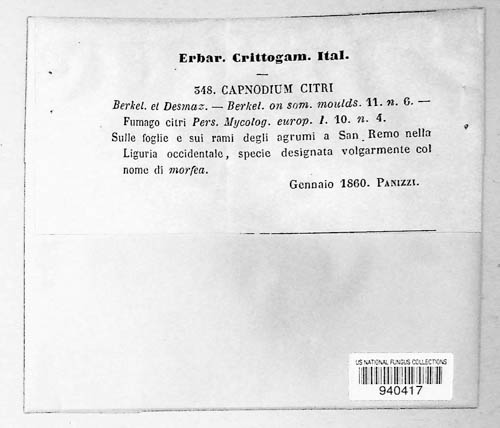 Erbar. Crittogam. Ital.
348. CAPNODIUM CITRI
Berkel. et Desmaz. — Berkel. on som. moulds. 11. n. 6. —
Fumago citri Pers. Mycolog. europ. 1. 10. n. 4.
Sulle foglie e sui rami degli agrumi a San Remo nella
Liguria occidentale, specie designata volgarmente col
nome di morfea.
Gennaio 1860. PANIZZI.
US NATIONAL FUNGUS COLLECTIONS
940417